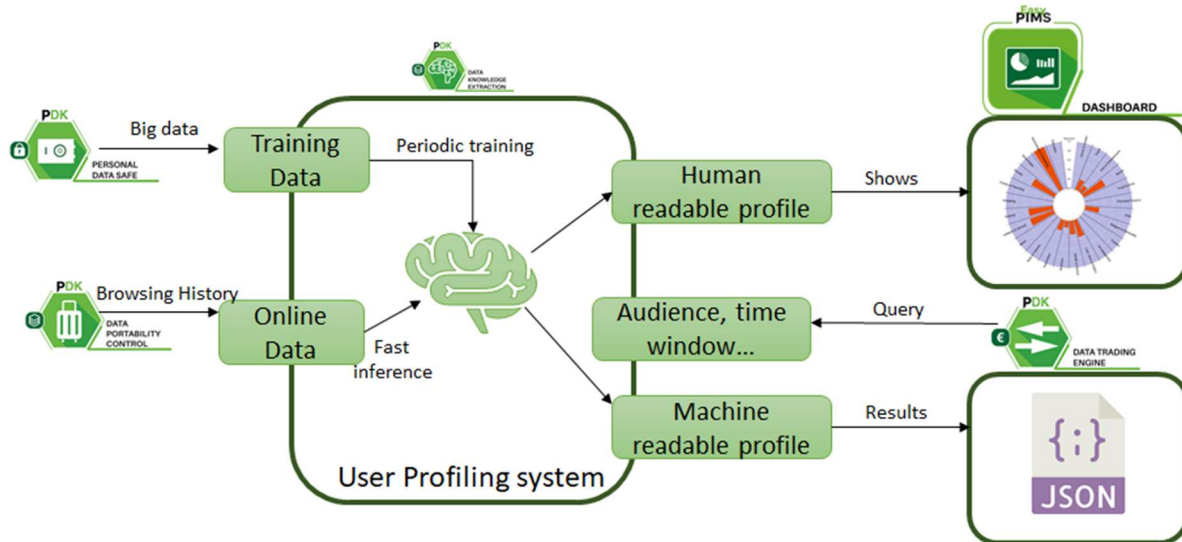 PDK
DATA
KNOWLEDGE
EXTRACTION
Easy
PIMS
DASHBOARD
PDK
PERSONAL
DATA SAFE
Big data
Training
Data
Periodic training
Human
readable profile
Shows
PDK
DATA
PORTABILITY
CONTROL
Browsing History
Online
Data
Fast
inference
Audience, time
window...
Query
PDK
€
DATA TRADING
ENGINE
Machine
readable profile
Results
{;}
JSON
User Profiling system